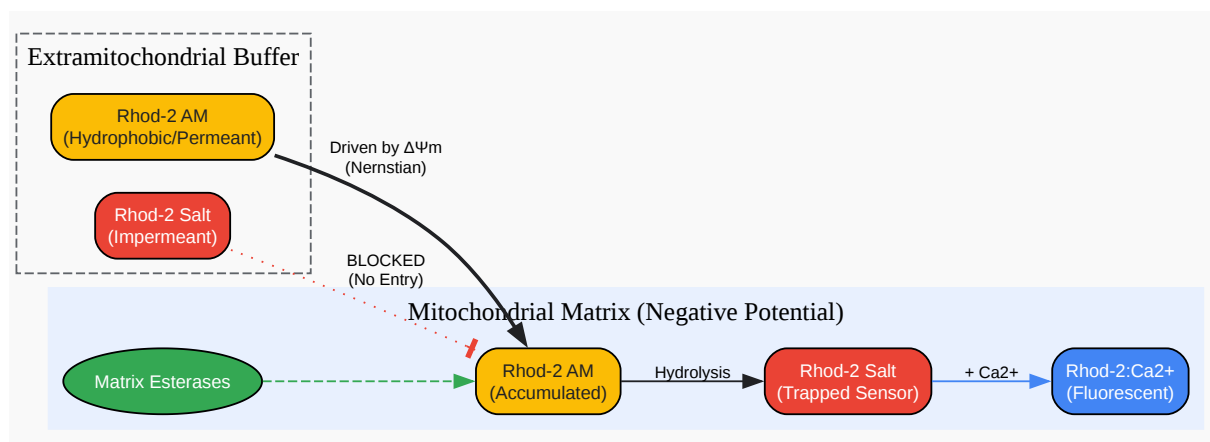 Extramitochondrial Buffer
Rhod-2 AM
(Hydrophobic/Permeant)
Driven by ΔΨm
(Nernstian)
Rhod-2 Salt
(Impermeant)
BLOCKED
(No Entry)
Mitochondrial Matrix (Negative Potential)
Matrix Esterases
Rhod-2 AM
(Accumulated)
Hydrolysis
Rhod-2 Salt
(Trapped Sensor)
+ Ca2+
Rhod-2:Ca2+
(Fluorescent)